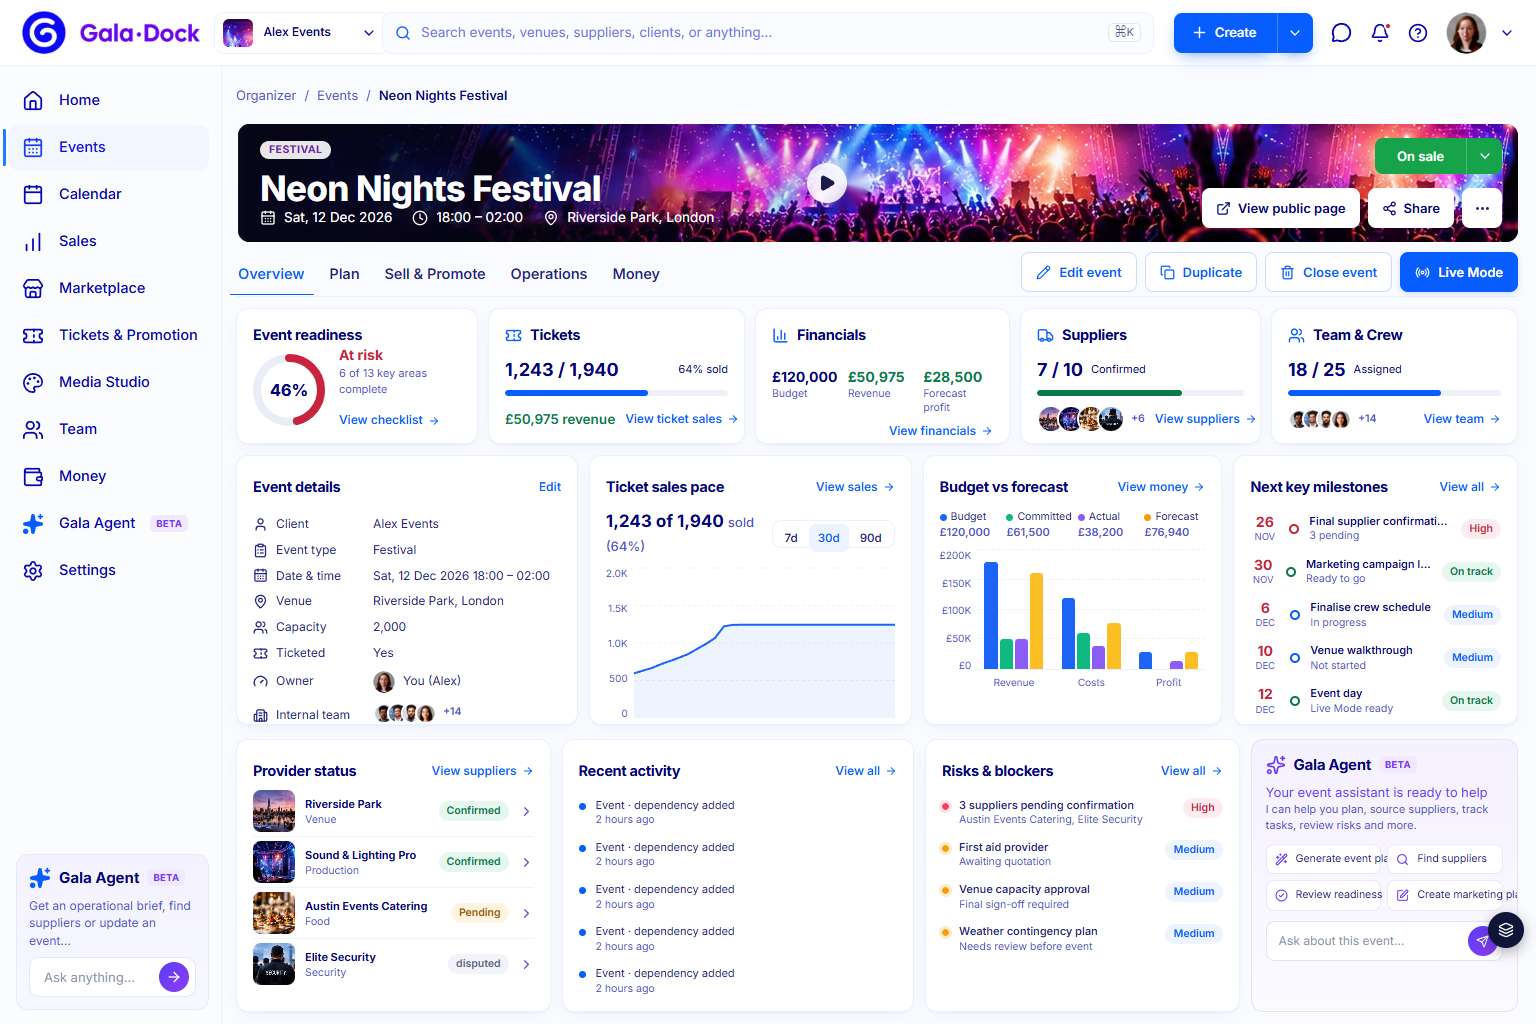 Gala·Dock
Alex Events
Search events, venues, suppliers, clients, or anything...
⌘K
Create
Home
Events
Calendar
Sales
Marketplace
Tickets & Promotion
Media Studio
Team
Money
Gala Agent BETA
Settings
Gala Agent BETA
Get an operational brief, find
suppliers or update an
event...
Ask anything...
Organizer / Events / Neon Nights Festival
FESTIVAL
Neon Nights Festival
Sat, 12 Dec 2026 18:00 – 02:00 Riverside Park, London
On sale
View public page
Share
Overview
Plan
Sell & Promote
Operations
Money
Edit event
Duplicate
Close event
Live Mode
Event readiness
46%
At risk
6 of 13 key areas
complete
View checklist →
Tickets
1,243 / 1,940
64% sold
£50,975 revenue
View ticket sales →
Financials
£120,000
Budget
£50,975
Revenue
£28,500
Forecast
profit
View financials →
Suppliers
7 / 10 Confirmed
+6
View suppliers →
Team & Crew
18 / 25 Assigned
+14
View team →
Event details
Edit
Client Alex Events
Event type Festival
Date & time Sat, 12 Dec 2026 18:00 – 02:00
Venue Riverside Park, London
Capacity 2,000
Ticketed Yes
Owner You (Alex)
Internal team +14
Ticket sales pace
View sales →
1,243 of 1,940 sold
(64%)
7d 30d 90d
2.0K
1.5K
1.0K
500
0
Budget vs forecast
View money →
Budget
£120,000
Committed
£61,500
Actual
£38,200
Forecast
£76,940
£200K
£150K
£100K
£50K
£0
Revenue Costs Profit
Next key milestones
View all →
26
NOV
Final supplier confirmati...
3 pending
High
30
NOV
Marketing campaign l...
Ready to go
On track
6
DEC
Finalise crew schedule
In progress
Medium
10
DEC
Venue walkthrough
Not started
Medium
12
DEC
Event day
Live Mode ready
On track
Provider status
View suppliers →
Riverside Park
Venue
Confirmed
Sound & Lighting Pro
Production
Confirmed
Austin Events Catering
Food
Pending
SECURITY
Elite Security
Security
disputed
Recent activity
View all →
Event · dependency added
2 hours ago
Event · dependency added
2 hours ago
Event · dependency added
2 hours ago
Event · dependency added
2 hours ago
Event · dependency added
2 hours ago
Risks & blockers
View all →
3 suppliers pending confirmation
Austin Events Catering, Elite Security
High
First aid provider
Awaiting quotation
Medium
Venue capacity approval
Final sign-off required
Medium
Weather contingency plan
Needs review before event
Medium
Gala Agent BETA
Your event assistant is ready to help
I can help you plan, source suppliers, track
tasks, review risks and more.
Generate event pla
Find suppliers
Review readiness
Create marketing pla
Ask about this event...